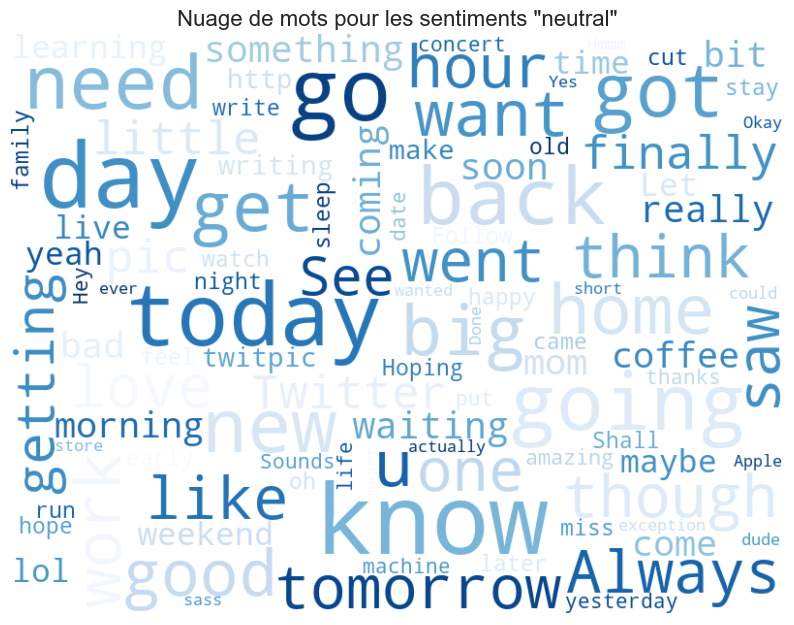 Nuage de mots pour les sentiments "neutral"
learning
something
concert
Hmmm
need
go
hour
time
cut
bit
http
Yes
got
stay
family
write
want
Okay
little
coming
make
old
finally
day
writing
soon
get
sleep
date
back
Let
really
live
yeah
pic
Follow
went
think
watch
Hey
night
See
ever
wanted
happy
short
could
today
big
home
saw
getting
bad
feel
twitpic
Done
came
Hoping
mom
coffee
love
Twitter
put
going
thanks
morning
new
waiting
store
early
Sounds
actually
Shall
oh
life
u
one
amazing
maybe
Apple
work
like
know
though
run
hope
weekend
miss
exception
come
dude
lol
good
machine
later
tomorrow
Always
sass
yesterday